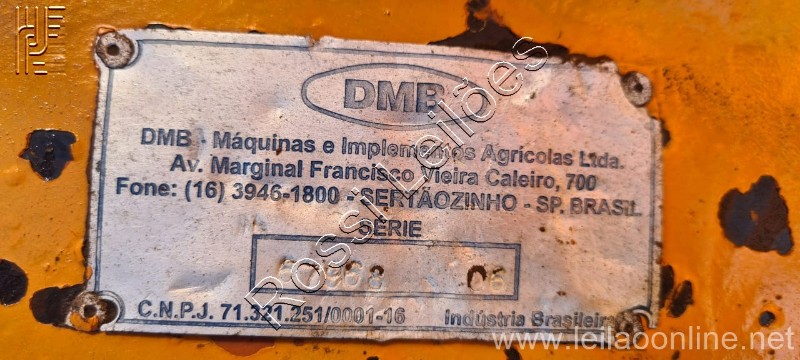 DMB
DMB - Máquinas e Implementos Agrícolas Ltda.
Av. Marginal Francisco Vieira Caleiro, 700
Fone: (16) 3946-1800 - SERTÃOZINHO - SP. BRASIL
SÉRIE
06
C.N.P.J. 71.321.251/0001-16 Indústria Brasileira
Rossi Leilões
www.leilaoonline.net